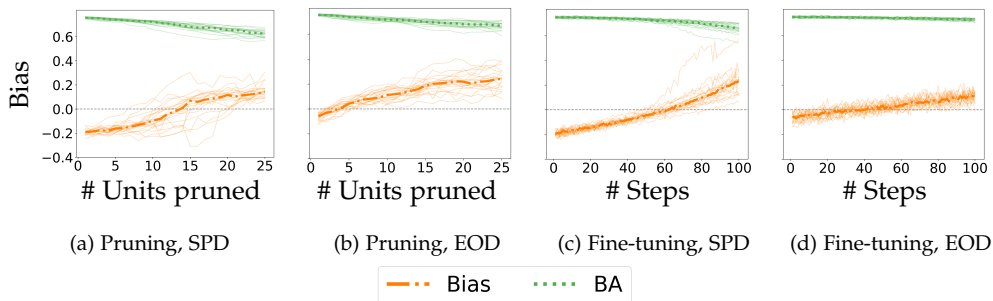 Bias
0.6
0.4
0.2
0.0
−0.2
−0.4
0 5 10 15 20 25
0 5 10 15 20 25
0 20 40 60 80 100
0 20 40 60 80 100
# Units pruned # Units pruned # Steps # Steps
(a) Pruning, SPD (b) Pruning, EOD (c) Fine-tuning, SPD (d) Fine-tuning, EOD
Bias BA